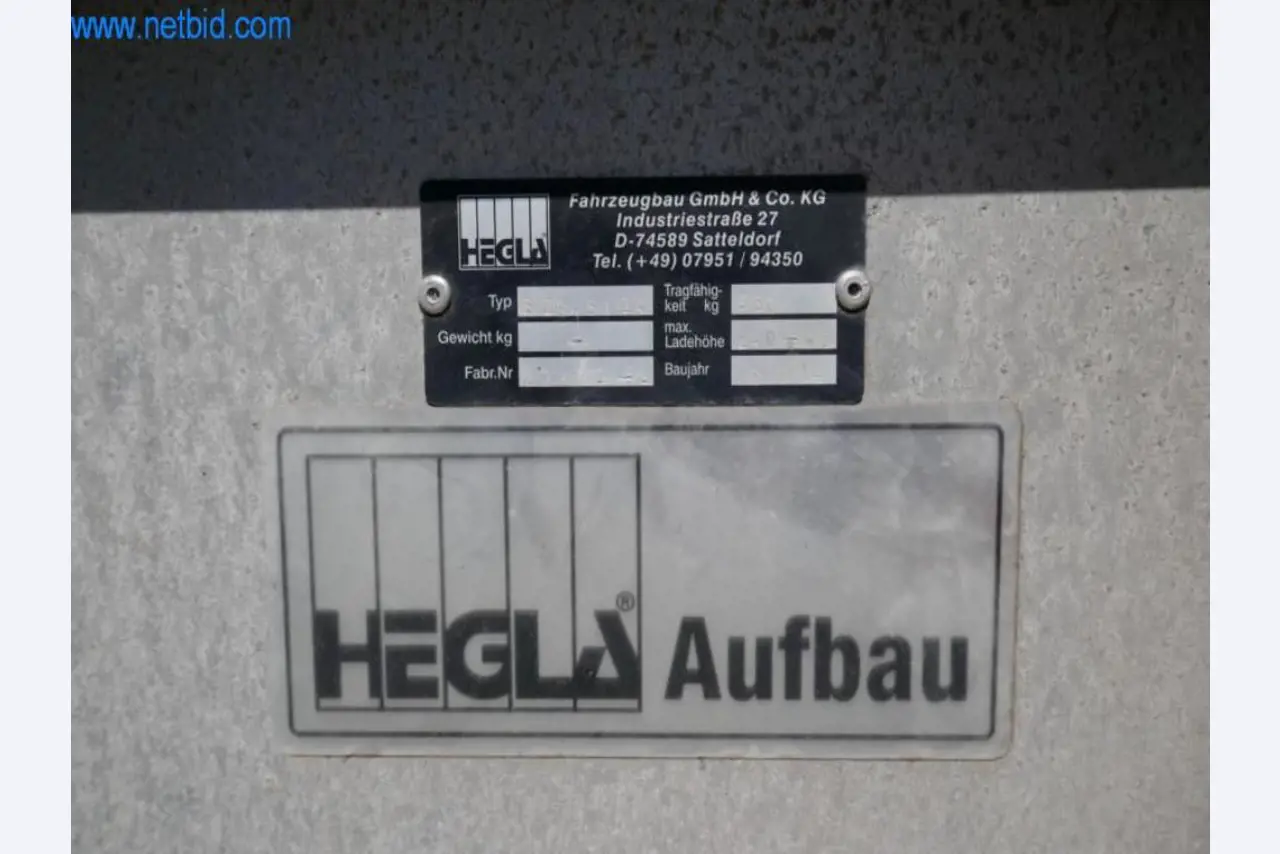 www.netbid.com
HEGLA
Fahrzeugbau GmbH & Co. KG
Industriestraße 27
D-74589 Satteldorf
Tel. (+49) 07951 / 94350
Typ
Tragfähig-
keit kg
Gewicht kg
max.
Ladehöhe
Fabr.Nr
Baujahr
HEGLA® Aufbau